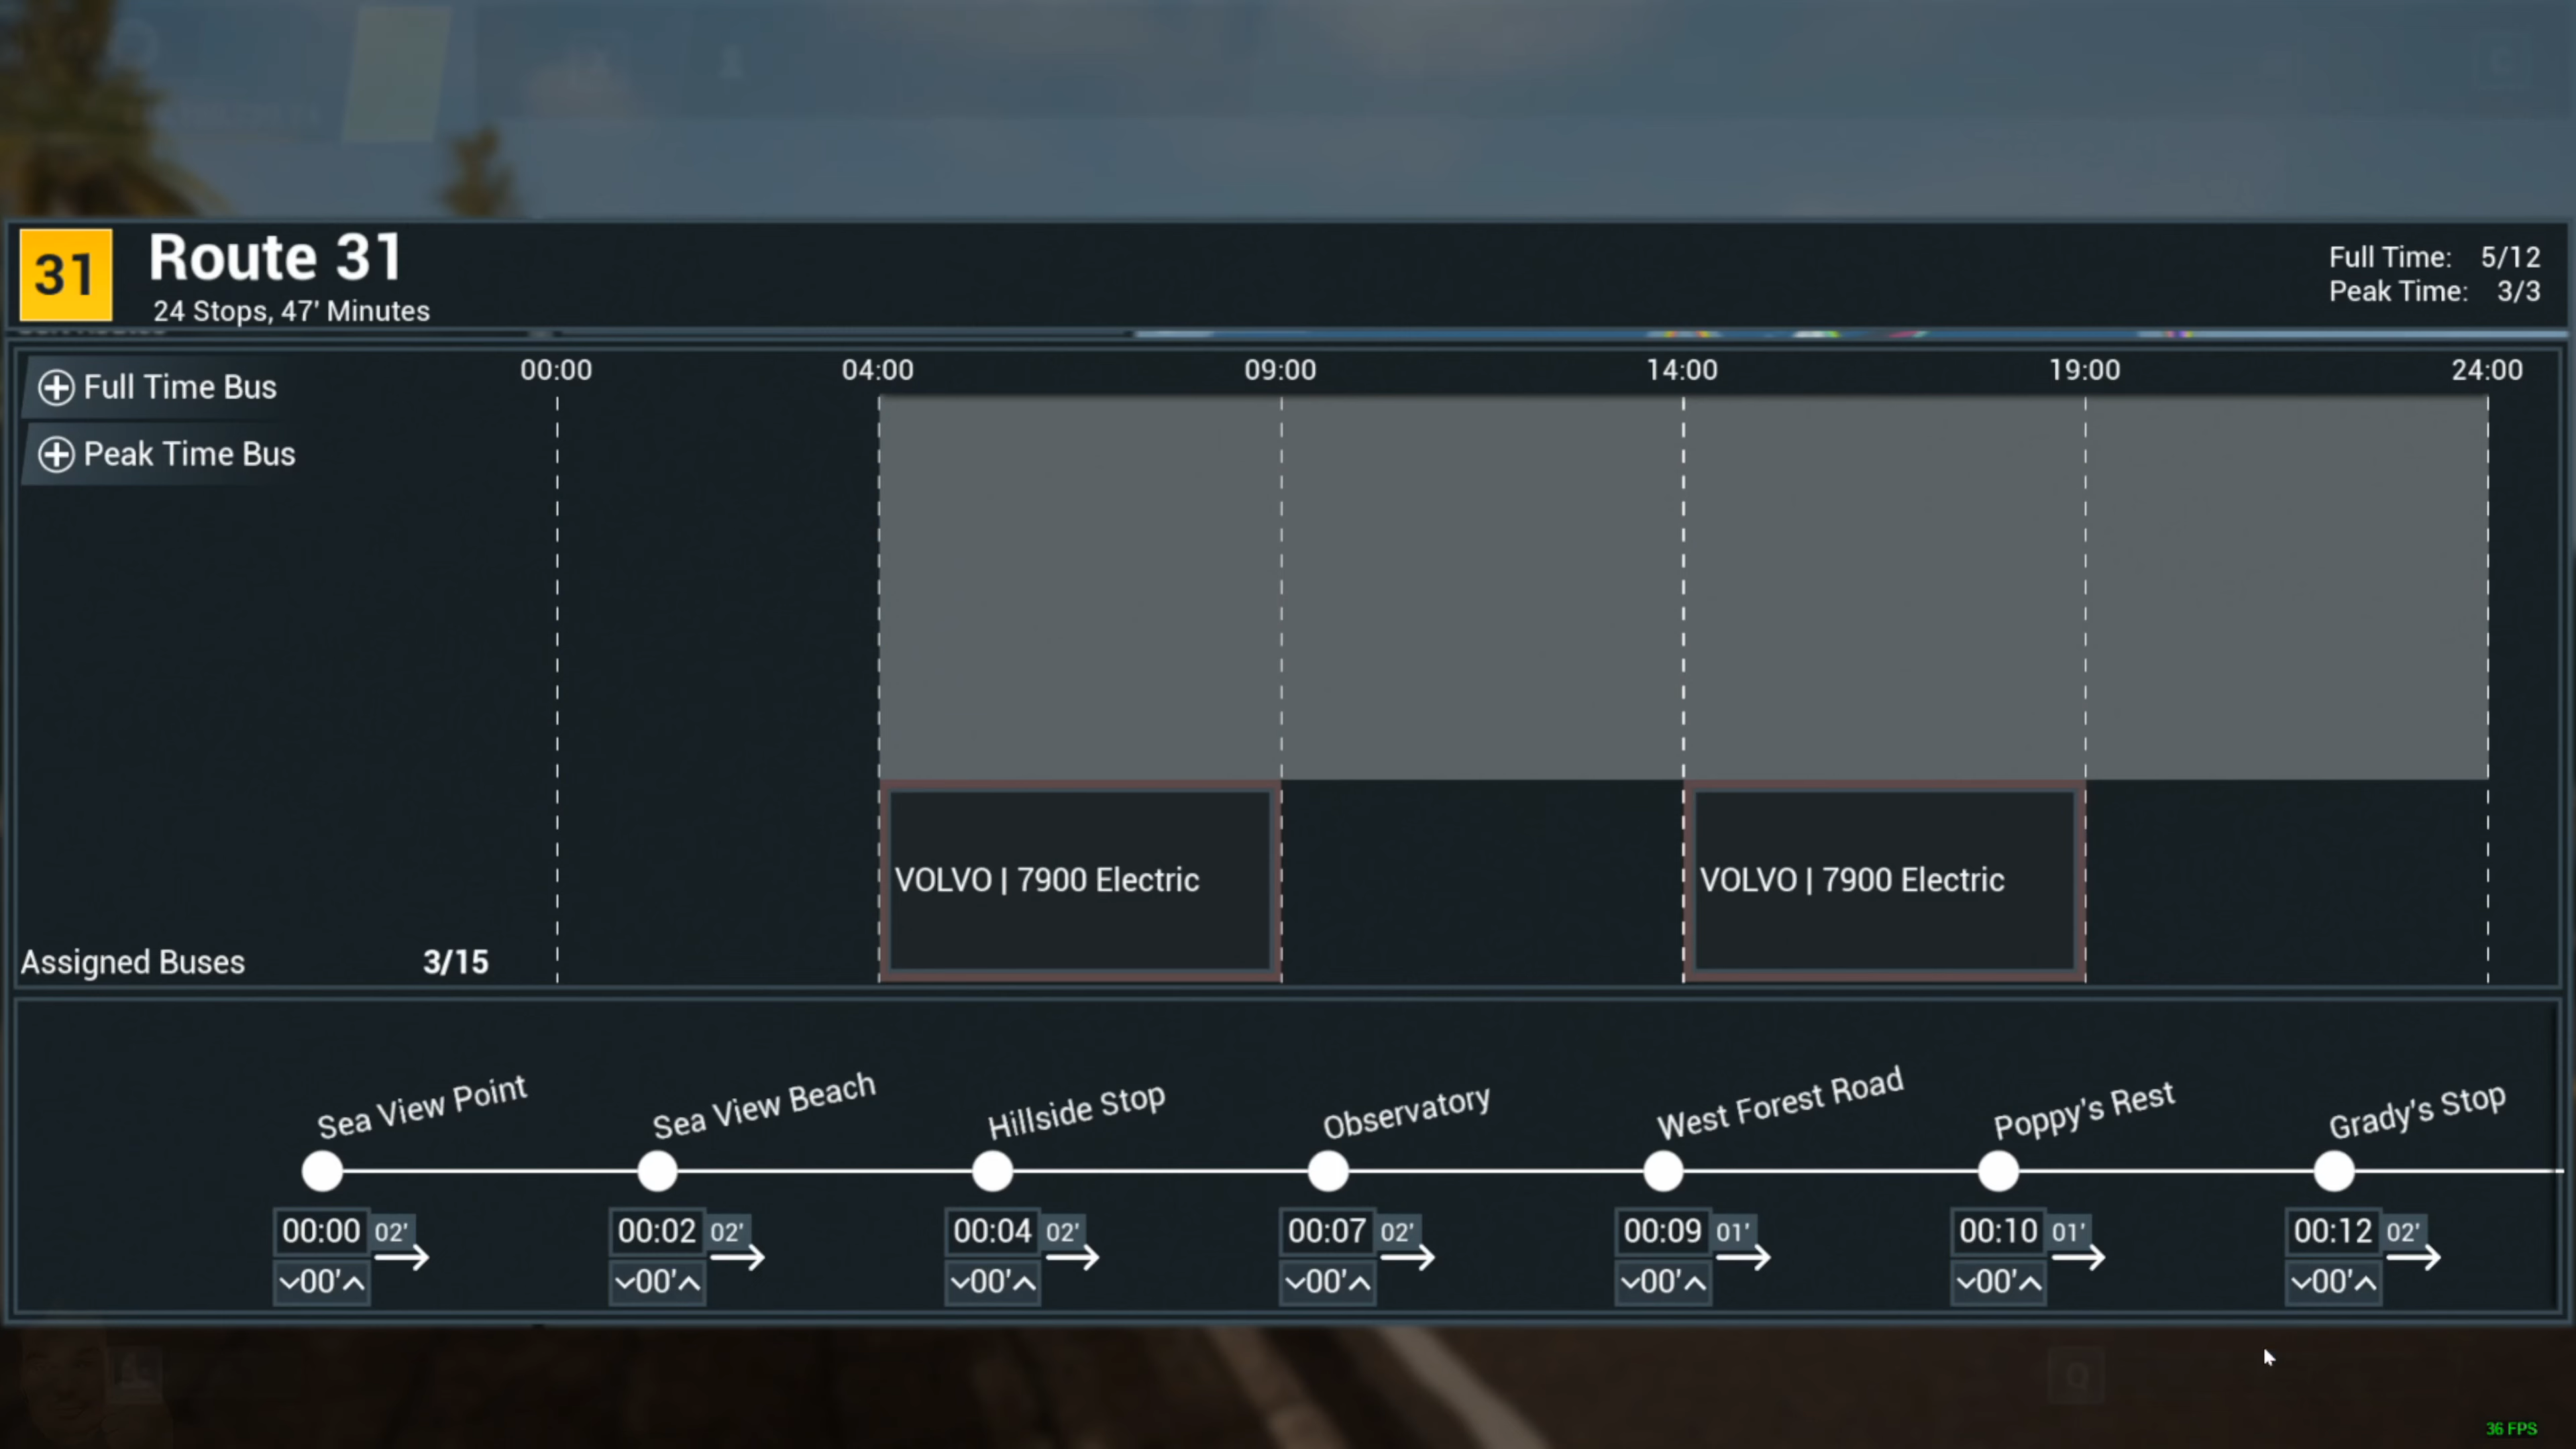 31
Route 31
24 Stops, 47' Minutes
Full Time: 5/12
Peak Time: 3/3
Full Time Bus
Peak Time Bus
00:00
04:00
09:00
14:00
19:00
24:00
VOLVO | 7900 Electric
VOLVO | 7900 Electric
Assigned Buses 3/15
Sea View Point
Sea View Beach
Hillside Stop
Observatory
West Forest Road
Poppy's Rest
Grady's Stop
00:00 02'
00:02 02'
00:04 02'
00:07 02'
00:09 01'
00:10 01'
00:12 02'
00'
00'
00'
00'
00'
00'
00'
Q
36 FPS